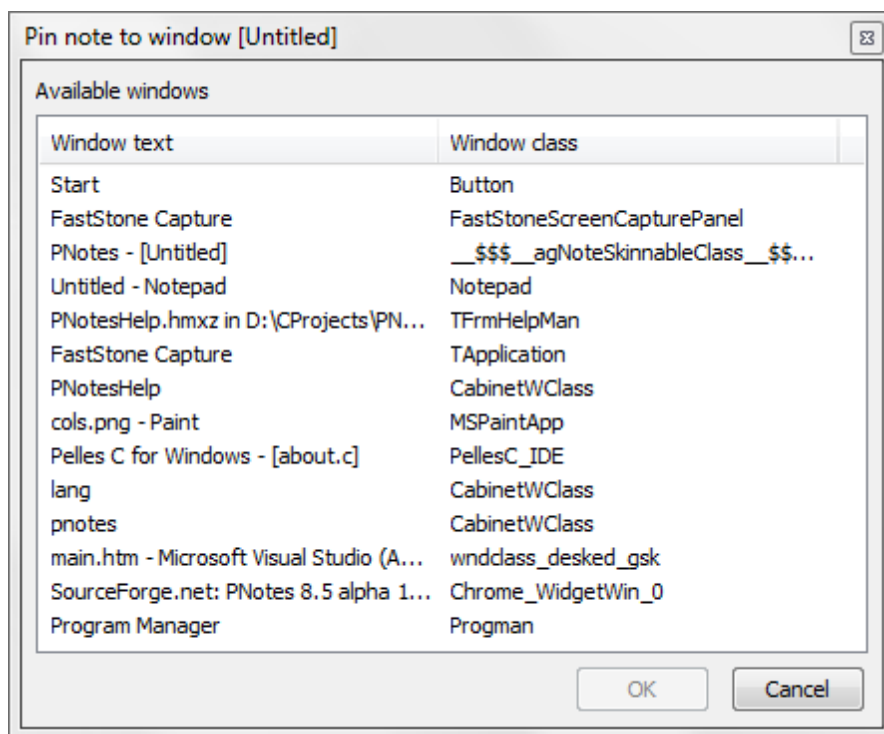 Pin note to window [Untitled]
Available windows
Window text Window class
Start Button
FastStone Capture FastStoneScreenCapturePanel
PNotes - [Untitled] __$$$__agNoteSkinnableClass__$$...
Untitled - Notepad Notepad
PNotesHelp.hmxz in D:\CProjects\PN... TFrmHelpMan
FastStone Capture TApplication
PNotesHelp CabinetWClass
cols.png - Paint MSPaintApp
Pelles C for Windows - [about.c] PellesC_IDE
lang CabinetWClass
pnotes CabinetWClass
main.htm - Microsoft Visual Studio (A... wndclass_desked_gsk
SourceForge.net: PNotes 8.5 alpha 1... Chrome_WidgetWin_0
Program Manager Progman
OK Cancel